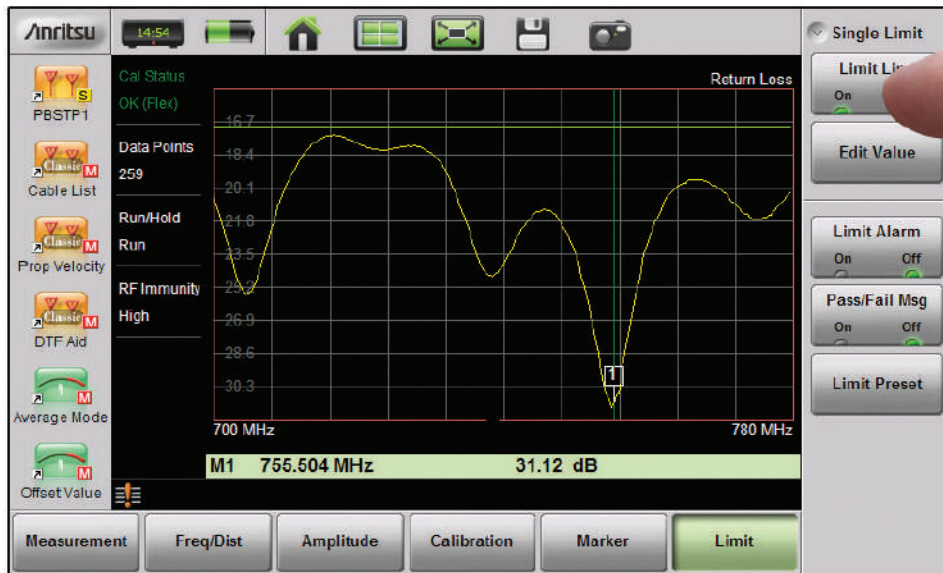 /inritsu
14:54
S
PBSTP1
Classic M
Cable List
Classic M
Prop Velocity
Classic M
DTF Aid
M
Average Mode
M
Offset Value
Cal Status
OK (Flex)
Data Points
259
Run/Hold
Run
RF Immunity
High
Return Loss
16.7
18.4
20.1
21.8
23.5
25.2
26.9
28.6
30.3
1
700 MHz
780 MHz
M1 755.504 MHz 31.12 dB
Single Limit
Limit
On
Edit Value
Limit Alarm
On Off
Pass/Fail Msg
On Off
Limit Preset
Measurement
Freq/Dist
Amplitude
Calibration
Marker
Limit